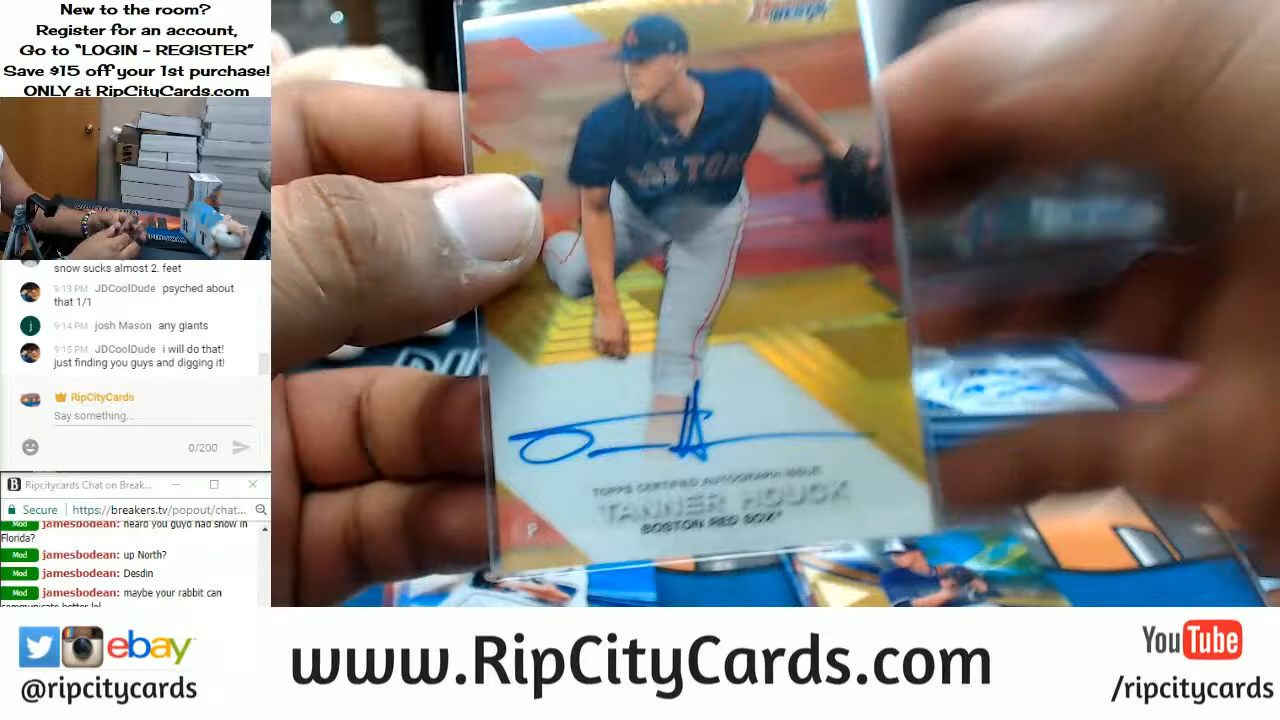 New to the room?
Register for an account,
Go to “LOGIN - REGISTER”
Save $15 off your 1st purchase!
ONLY at RipCityCards.com
snow sucks almost 2. feet
9:13 PM JDCoolDude psyched about
that 1/1
9:14 PM josh Mason any giants
9:15 PM JDCoolDude i will do that!
just finding you guys and digging it!
RipCityCards
Say something...
0/200
Ripcitycards Chat on Break...
Secure https://breakers.tv/popout/chat...
Mod jamesbodean: heard you guyd had snow in
Florida?
Mod jamesbodean: up North?
Mod jamesbodean: Desdin
Mod jamesbodean: maybe your rabbit can
communicate better lol
BOSTON
TOPPS CERTIFIED AUTOGRAPH ISSUE
TANNER HOUCK
BOSTON RED SOX
P
ebay
@ripcitycards
www.RipCityCards.com
YouTube
/ripcitycards